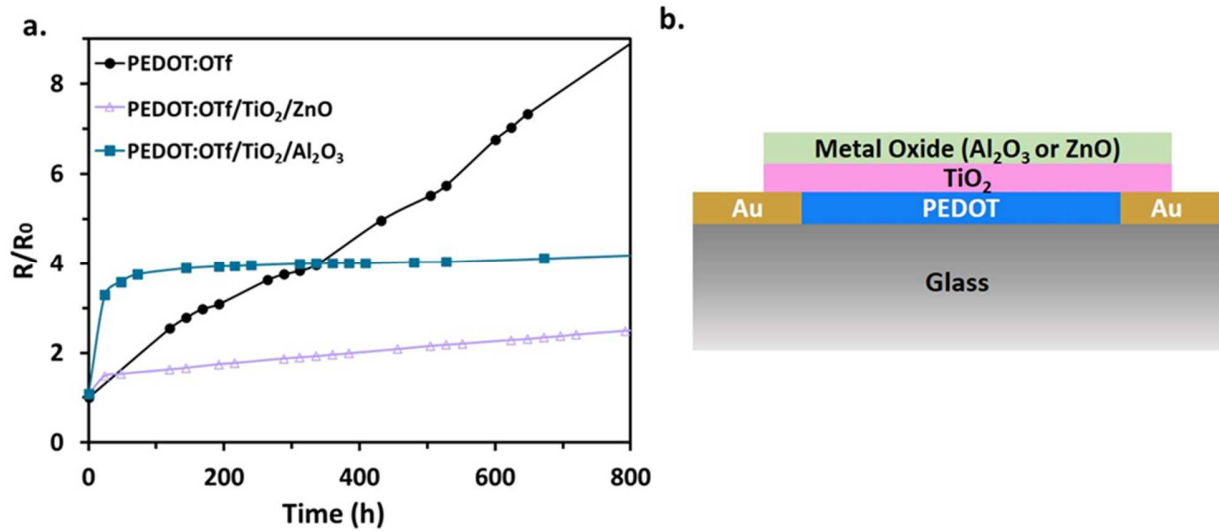 a.
PEDOT:OTf
PEDOT:OTf/TiO₂/ZnO
PEDOT:OTf/TiO₂/Al₂O₃
8
6
4
2
0
R/R₀
0
200
400
600
800
Time (h)
b.
Metal Oxide (Al₂O₃ or ZnO)
TiO₂
Au PEDOT Au
Glass